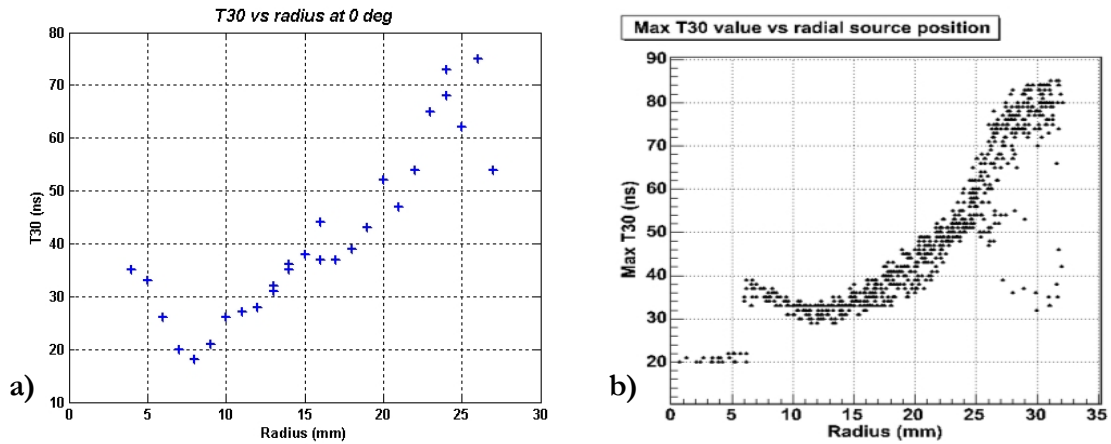 T30 vs radius at 0 deg
80
70
60
50
40
30
20
10
T30 (ns)
0 5 10 15 20 25 30
Radius (mm)
a)
Max T30 value vs radial source position
90
80
70
60
50
40
30
20
Max T30 (ns)
0 5 10 15 20 25 30 35
Radius (mm)
b)